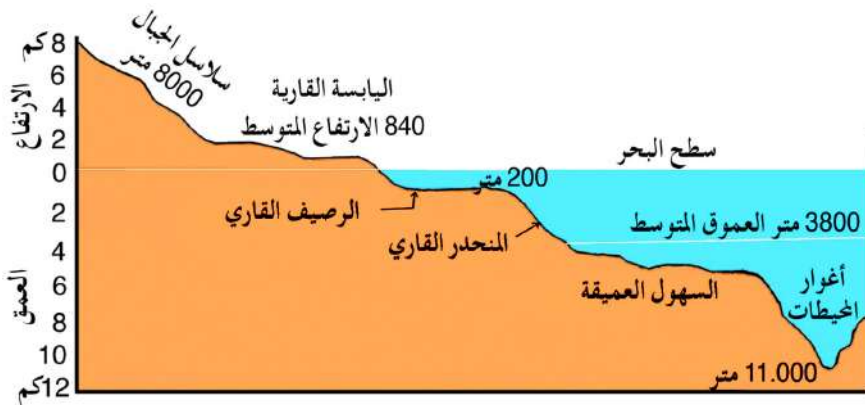 8 كم
6
4
2
0
2
4
6
8
10
12 كم
الارتفاع
العمق
سلاسل الجبال
8000 متر
اليابسة القارية
840 الارتفاع المتوسط
سطح البحر
200 متر
الرصيف القاري
المنحدر القاري
3800 متر العموق المتوسط
السهول العميقة
أغوار
المحيطات
11.000 متر